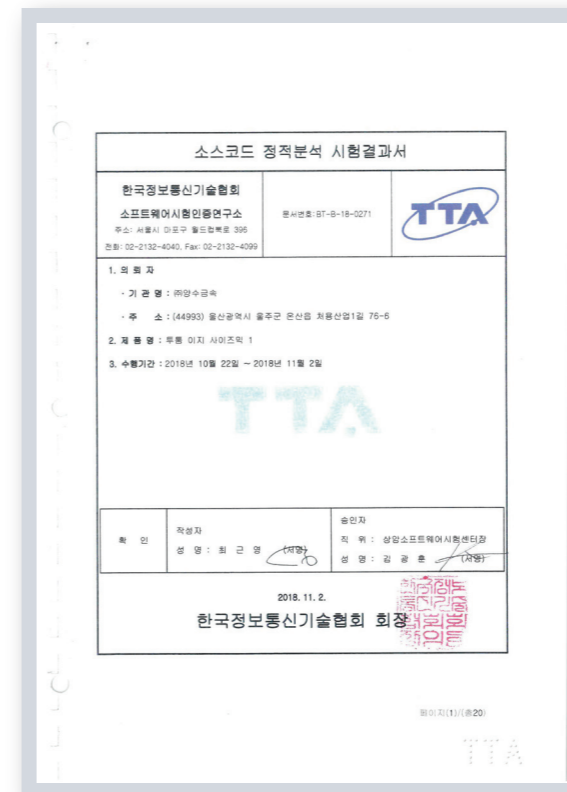 소스코드 정적분석 시험결과서
한국정보통신기술협회
소프트웨어시험인증연구소
주소: 서울시 마포구 월드컵북로 396
전화: 02-2132-4040, Fax: 02-2132-4099
문서번호: BT-B-18-0271
TTA
1. 의 뢰 자
· 기 관 명 : ㈜양수금속
· 주 소 : (44993) 울산광역시 울주군 온산읍 처용산업1길 76-6
2. 제 품 명 : 투톰 이지 사이즈믹 1
3. 수행기간 : 2018년 10월 22일 ~ 2018년 11월 2일
TTA
확 인
작성자
성 명 : 최 근 영 (서명)
승인자
직 위 : 상암소프트웨어시험센터장
성 명 : 김 광 훈 (서명)
2018. 11. 2.
한국정보통신기술협회 회장
페이지(1)/(총20)
TTA